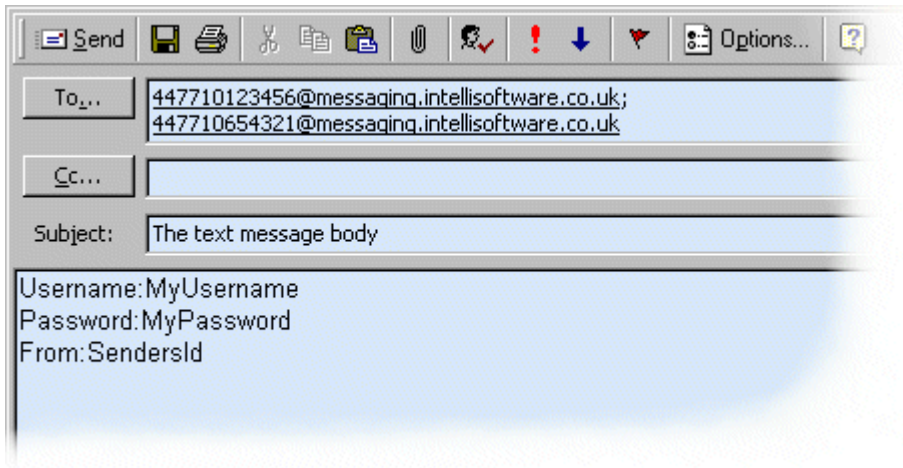 Send Options...
To... 447710123456@messaging.intellisoftware.co.uk;
447710654321@messaging.intellisoftware.co.uk
Cc...
Subject: The text message body
Username:MyUsername
Password:MyPassword
From:SendersId